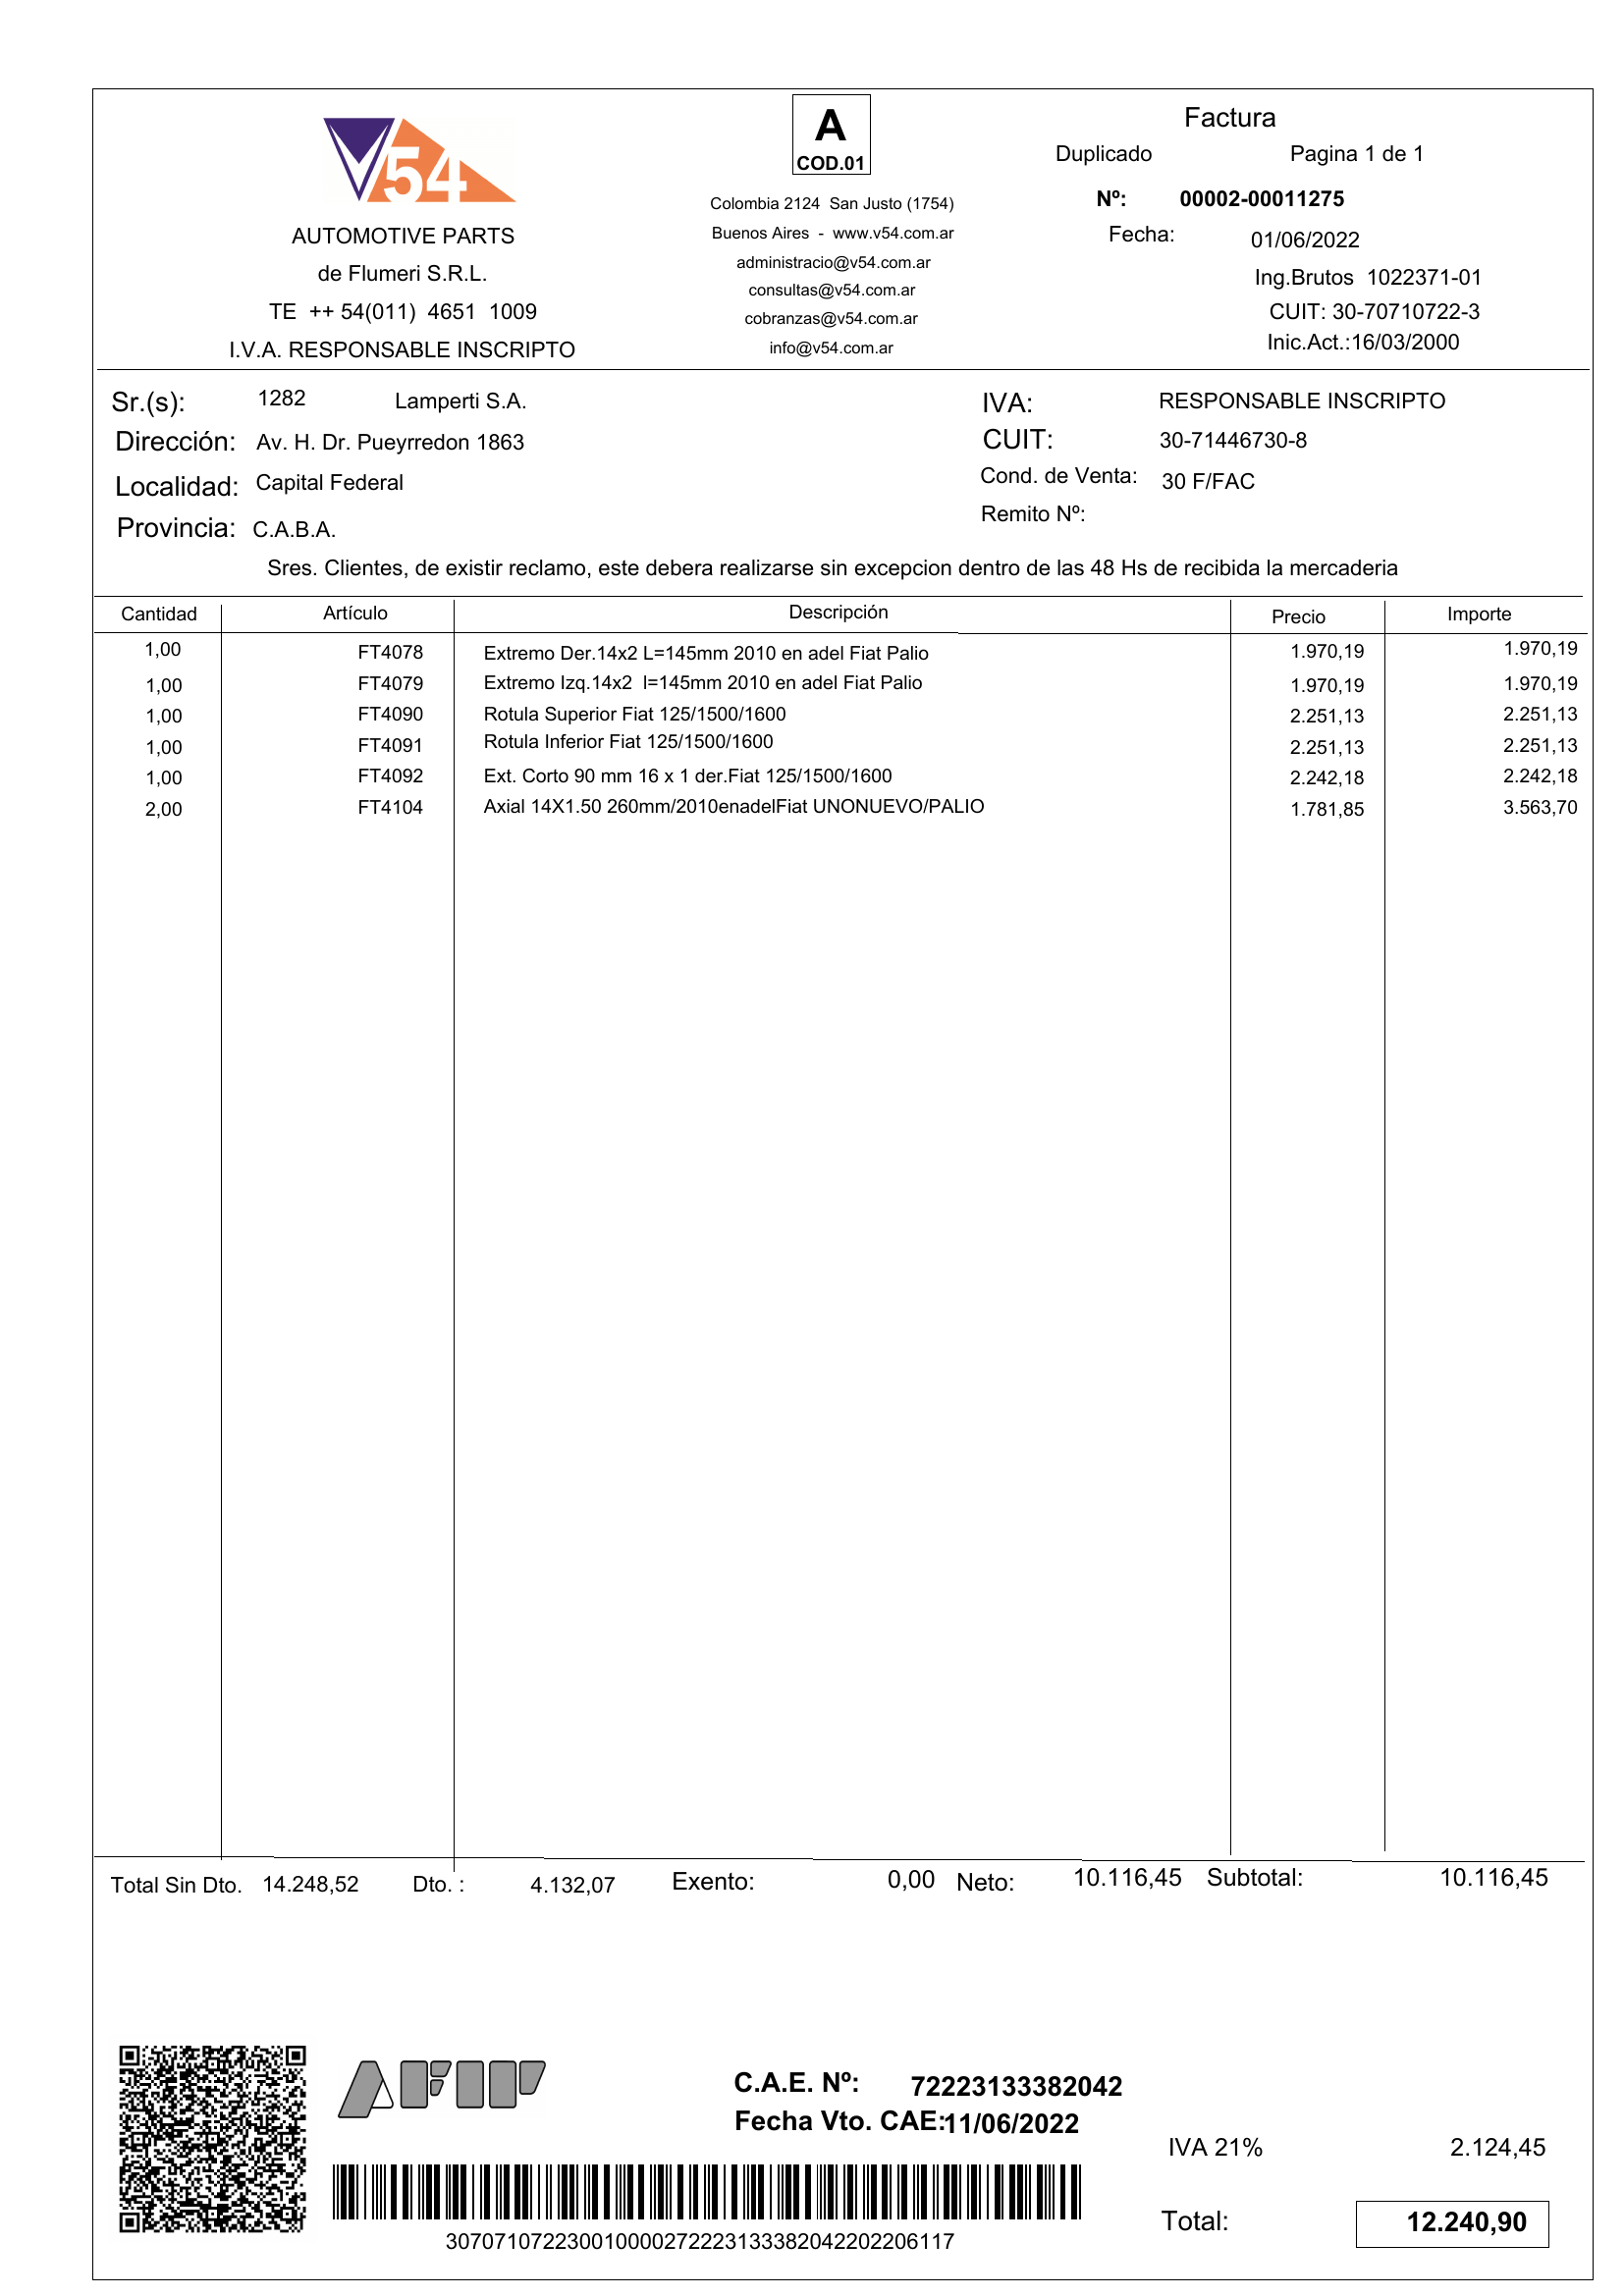 V54
AUTOMOTIVE PARTS
de Flumeri S.R.L.
TE ++ 54(011) 4651 1009
I.V.A. RESPONSABLE INSCRIPTO
A
COD.01
Colombia 2124 San Justo (1754)
Buenos Aires - www.v54.com.ar
administracio@v54.com.ar
consultas@v54.com.ar
cobranzas@v54.com.ar
info@v54.com.ar
Factura
Duplicado Pagina 1 de 1
Nº: 00002-00011275
Fecha: 01/06/2022
Ing.Brutos 1022371-01
CUIT: 30-70710722-3
Inic.Act.:16/03/2000
Sr.(s): 1282 Lamperti S.A.
Dirección: Av. H. Dr. Pueyrredon 1863
Localidad: Capital Federal
Provincia: C.A.B.A.
IVA: RESPONSABLE INSCRIPTO
CUIT: 30-71446730-8
Cond. de Venta: 30 F/FAC
Remito Nº:
Sres. Clientes, de existir reclamo, este debera realizarse sin excepcion dentro de las 48 Hs de recibida la mercaderia
Cantidad Artículo Descripción Precio Importe
1,00 FT4078 Extremo Der.14x2 L=145mm 2010 en adel Fiat Palio 1.970,19 1.970,19
1,00 FT4079 Extremo Izq.14x2 l=145mm 2010 en adel Fiat Palio 1.970,19 1.970,19
1,00 FT4090 Rotula Superior Fiat 125/1500/1600 2.251,13 2.251,13
1,00 FT4091 Rotula Inferior Fiat 125/1500/1600 2.251,13 2.251,13
1,00 FT4092 Ext. Corto 90 mm 16 x 1 der.Fiat 125/1500/1600 2.242,18 2.242,18
2,00 FT4104 Axial 14X1.50 260mm/2010enadelFiat UNONUEVO/PALIO 1.781,85 3.563,70
Total Sin Dto. 14.248,52 Dto. : 4.132,07 Exento: 0,00 Neto: 10.116,45 Subtotal: 10.116,45
AFIP
C.A.E. Nº: 72223133382042
Fecha Vto. CAE:11/06/2022
IVA 21% 2.124,45
Total: 12.240,90
3070710722300100002722231333820422022061​17